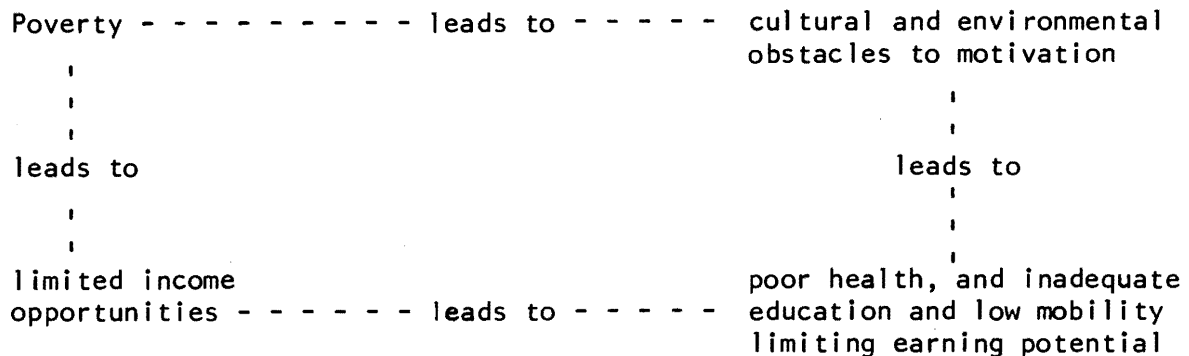 Poverty - - - - - - - - - leads to - - - - - cultural and environmental
obstacles to motivation
leads to leads to
limited income poor health, and inadequate
opportunities - - - - - - leads to - - - - - education and low mobility
limiting earning potential